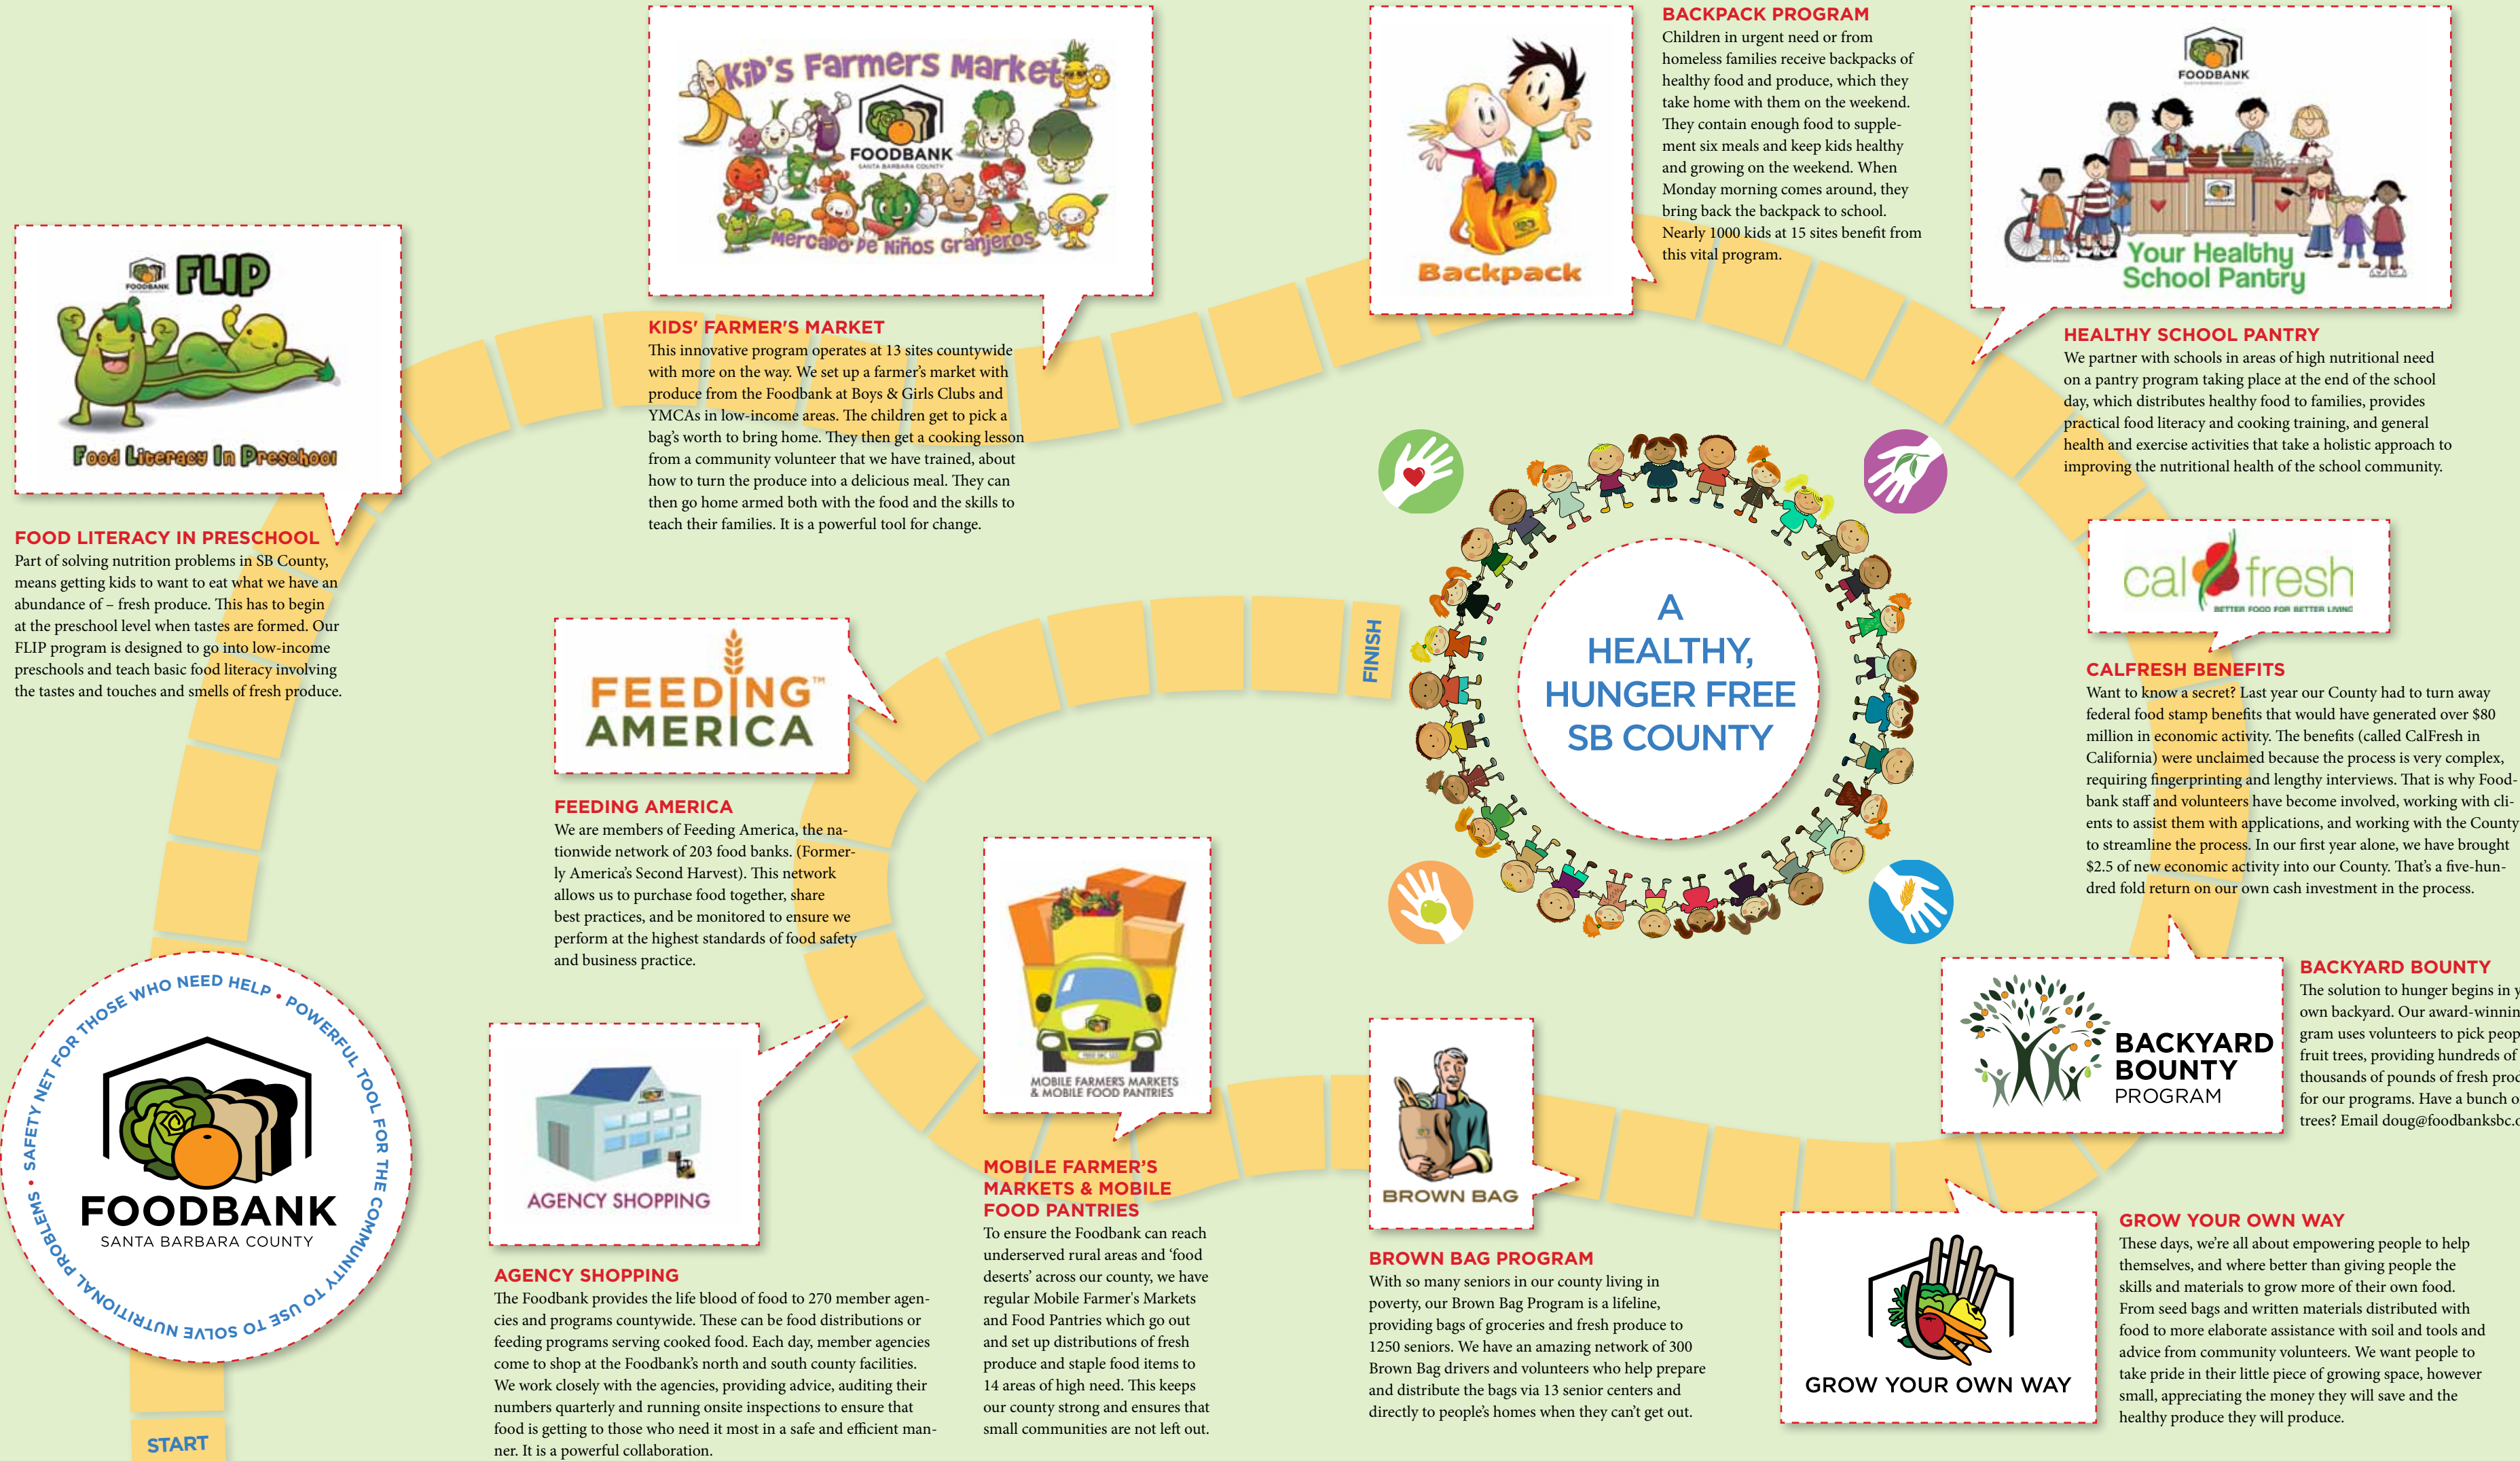 START
SAFETY NET FOR THOSE WHO NEED HELP • POWERFUL TOOL FOR THE COMMUNITY TO USE TO SOLVE NUTRITIONAL PROBLEMS •
FOODBANK
SANTA BARBARA COUNTY
FOODBANK
FLIP
Food Literacy In Preschool
FOOD LITERACY IN PRESCHOOL
Part of solving nutrition problems in SB County,
means getting kids to want to eat what we have an
abundance of – fresh produce. This has to begin
at the preschool level when tastes are formed. Our
FLIP program is designed to go into low-income
preschools and teach basic food literacy involving
the tastes and touches and smells of fresh produce.
Kid's Farmers Market
FOODBANK
SANTA BARBARA COUNTY
Mercado de Niños Granjeros
KIDS' FARMER'S MARKET
This innovative program operates at 13 sites countywide
with more on the way. We set up a farmer's market with
produce from the Foodbank at Boys & Girls Clubs and
YMCAs in low-income areas. The children get to pick a
bag's worth to bring home. They then get a cooking lesson
from a community volunteer that we have trained, about
how to turn the produce into a delicious meal. They can
then go home armed both with the food and the skills to
teach their families. It is a powerful tool for change.
Backpack
BACKPACK PROGRAM
Children in urgent need or from
homeless families receive backpacks of
healthy food and produce, which they
take home with them on the weekend.
They contain enough food to supple-
ment six meals and keep kids healthy
and growing on the weekend. When
Monday morning comes around, they
bring back the backpack to school.
Nearly 1000 kids at 15 sites benefit from
this vital program.
FOODBANK
SANTA BARBARA COUNTY
FOODBANK
Your Healthy
School Pantry
HEALTHY SCHOOL PANTRY
We partner with schools in areas of high nutritional need
on a pantry program taking place at the end of the school
day, which distributes healthy food to families, provides
practical food literacy and cooking training, and general
health and exercise activities that take a holistic approach to
improving the nutritional health of the school community.
cal fresh
BETTER FOOD FOR BETTER LIVING
CALFRESH BENEFITS
Want to know a secret? Last year our County had to turn away
federal food stamp benefits that would have generated over $80
million in economic activity. The benefits (called CalFresh in
California) were unclaimed because the process is very complex,
requiring fingerprinting and lengthy interviews. That is why Food-
bank staff and volunteers have become involved, working with cli-
ents to assist them with applications, and working with the County
to streamline the process. In our first year alone, we have brought
$2.5 of new economic activity into our County. That's a five-hun-
dred fold return on our own cash investment in the process.
BACKYARD
BOUNTY
PROGRAM
BACKYARD BOUNTY
The solution to hunger begins in
own backyard. Our
gram uses volunteers to pick
fruit trees, providing hundreds of
thousands of pounds of fresh
for our programs. Have a bunch
trees? Email
GROW YOUR OWN WAY
GROW YOUR OWN WAY
These days, we're all about empowering people to help
themselves, and where better than giving people the
skills and materials to grow more of their own food.
From seed bags and written materials distributed with
food to more elaborate assistance with soil and tools and
advice from community volunteers. We want people to
take pride in their little piece of growing space, however
small, appreciating the money they will save and the
healthy produce they will produce.
BROWN BAG
BROWN BAG PROGRAM
With so many seniors in our county living in
poverty, our Brown Bag Program is a lifeline,
providing bags of groceries and fresh produce to
1250 seniors. We have an amazing network of 300
Brown Bag drivers and volunteers who help prepare
and distribute the bags via 13 senior centers and
directly to people's homes when they can't get out.
MOBILE FARMER'S MARKETS
& MOBILE FOOD PANTRIES
MOBILE FARMER'S
MARKETS & MOBILE
FOOD PANTRIES
To ensure the Foodbank can reach
underserved rural areas and 'food
deserts' across our county, we have
regular Mobile Farmer's Markets
and Food Pantries which go out
and set up distributions of fresh
produce and staple food items to
14 areas of high need. This keeps
our county strong and ensures that
small communities are not left out.
AGENCY SHOPPING
AGENCY SHOPPING
The Foodbank provides the life blood of food to 270 member agen-
cies and programs countywide. These can be food distributions or
feeding programs serving cooked food. Each day, member agencies
come to shop at the Foodbank's north and south county facilities.
We work closely with the agencies, providing advice, auditing their
numbers quarterly and running onsite inspections to ensure that
food is getting to those who need it most in a safe and efficient man-
ner. It is a powerful collaboration.
FEEDING™
AMERICA
FEEDING AMERICA
We are members of Feeding America, the na-
tionwide network of 203 food banks. (Former-
ly America's Second Harvest). This network
allows us to purchase food together, share
best practices, and be monitored to ensure we
perform at the highest standards of food safety
and business practice.
FINISH
A
HEALTHY,
HUNGER FREE
SB COUNTY